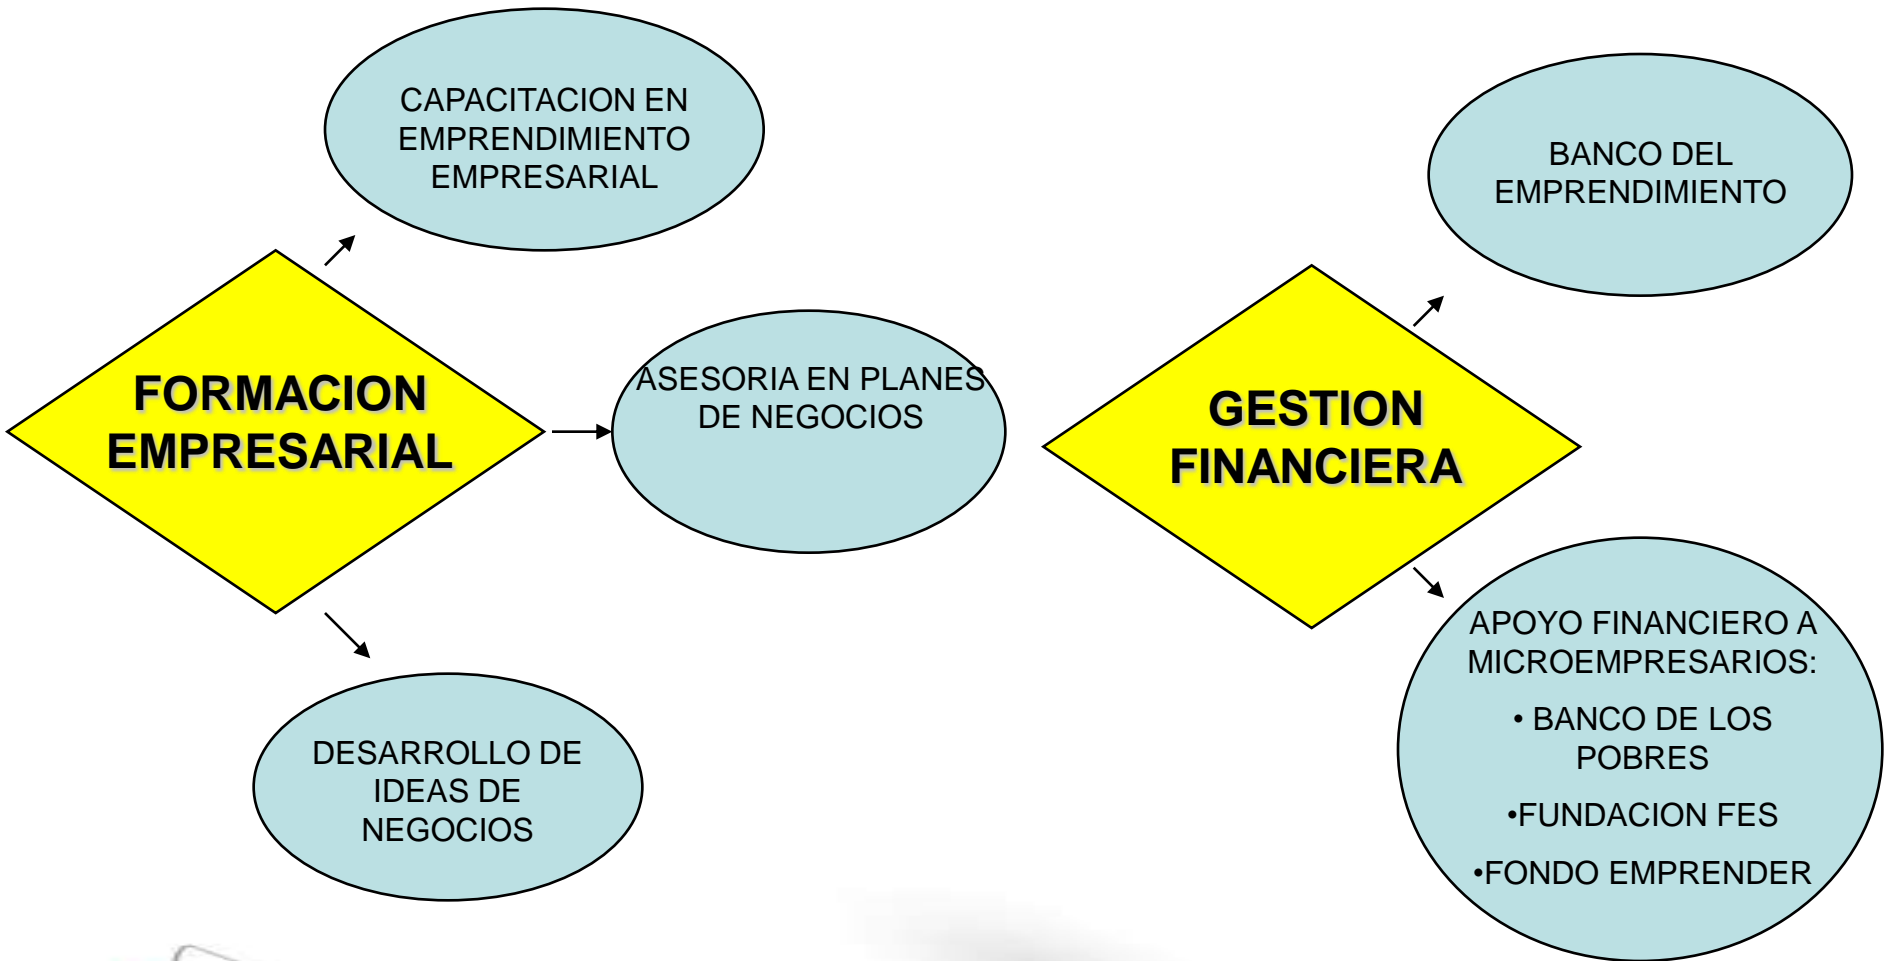 CAPACITACION EN
EMPRENDIMIENTO
EMPRESARIAL
FORMACION
EMPRESARIAL
ASESORIA EN PLANES
DE NEGOCIOS
DESARROLLO DE
IDEAS DE
NEGOCIOS
BANCO DEL
EMPRENDIMIENTO
GESTION
FINANCIERA
APOYO FINANCIERO A
MICROEMPRESARIOS:
• BANCO DE LOS
POBRES
•FUNDACION FES
•FONDO EMPRENDER